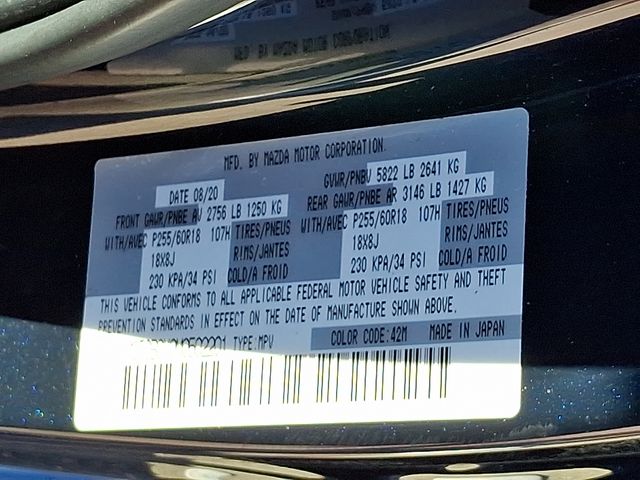 MFD. BY MAZDA MOTOR CORPORATION.
DATE 08/20 GVWR/PNBV 5822 LB 2641 KG
FRONT GAWR/PNBE AV 2756 LB 1250 KG REAR GAWR/PNBE AR 3146 LB 1427 KG
WITH/AVEC P255/60R18 107H TIRES/PNEUS WITH/AVEC P255/60R18 107H TIRES/PNEUS
18X8J RIMS/JANTES 18X8J RIMS/JANTES
230 KPA/34 PSI COLD/A FROID 230 KPA/34 PSI COLD/A FROID
THIS VEHICLE CONFORMS TO ALL APPLICABLE FEDERAL MOTOR VEHICLE SAFETY AND THEFT
PREVENTION STANDARDS IN EFFECT ON THE DATE OF MANUFACTURE SHOWN ABOVE.
TYPE:MPV COLOR CODE:42M MADE IN JAPAN